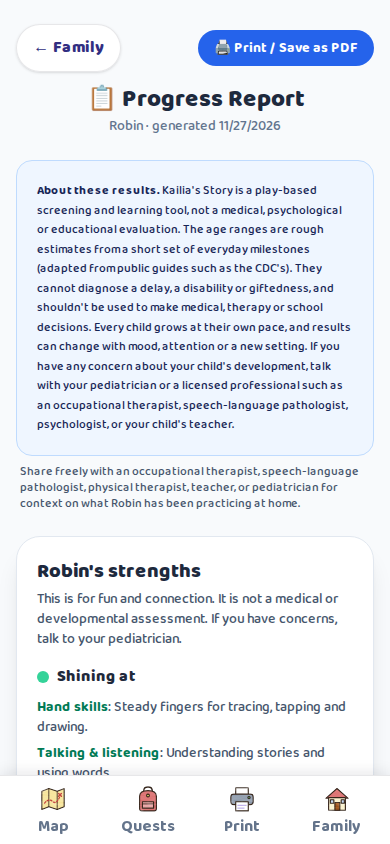 ← Family
🖨️ Print / Save as PDF
📋 Progress Report
Robin · generated 11/27/2026
About these results. Kailia's Story is a play-based
screening and learning tool, not a medical, psychological
or educational evaluation. The age ranges are rough
estimates from a short set of everyday milestones
(adapted from public guides such as the CDC's). They
cannot diagnose a delay, a disability or giftedness, and
shouldn't be used to make medical, therapy or school
decisions. Every child grows at their own pace, and results
can change with mood, attention or a new setting. If you
have any concern about your child's development, talk
with your pediatrician or a licensed professional such as
an occupational therapist, speech-language pathologist,
psychologist, or your child's teacher.
Share freely with an occupational therapist, speech-language
pathologist, physical therapist, teacher, or pediatrician for
context on what Robin has been practicing at home.
Robin's strengths
This is for fun and connection. It is not a medical or
developmental assessment. If you have concerns,
talk to your pediatrician.
Shining at
Hand skills: Steady fingers for tracing, tapping and
drawing.
Talking & listening: Understanding stories and
using words.
Map
Quests
Print
Family